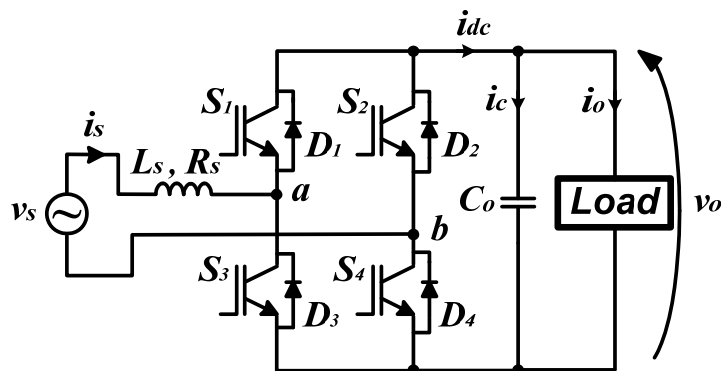 idc
S1
S2
ic
io
is
Ls , Rs
D1
D2
a
vs
Co
Load
vo
b
S3
S4
D3
D4